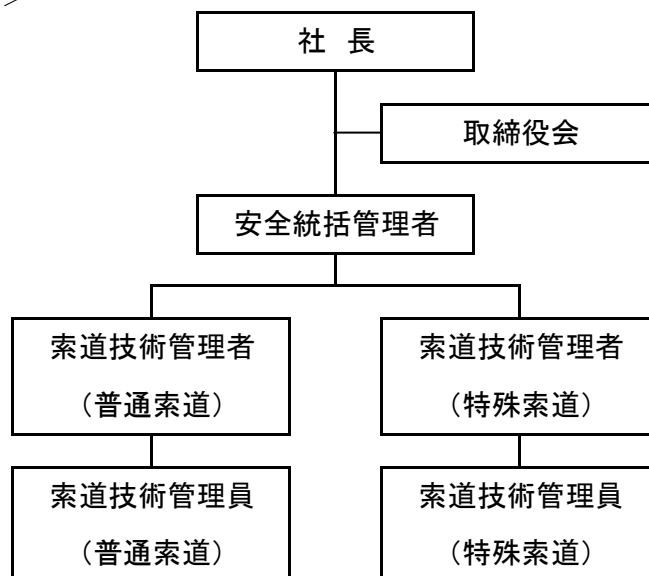 社 長
取締役会
安全統括管理者
索道技術管理者
（普通索道）
索道技術管理者
（特殊索道）
索道技術管理員
（普通索道）
索道技術管理員
（特殊索道）